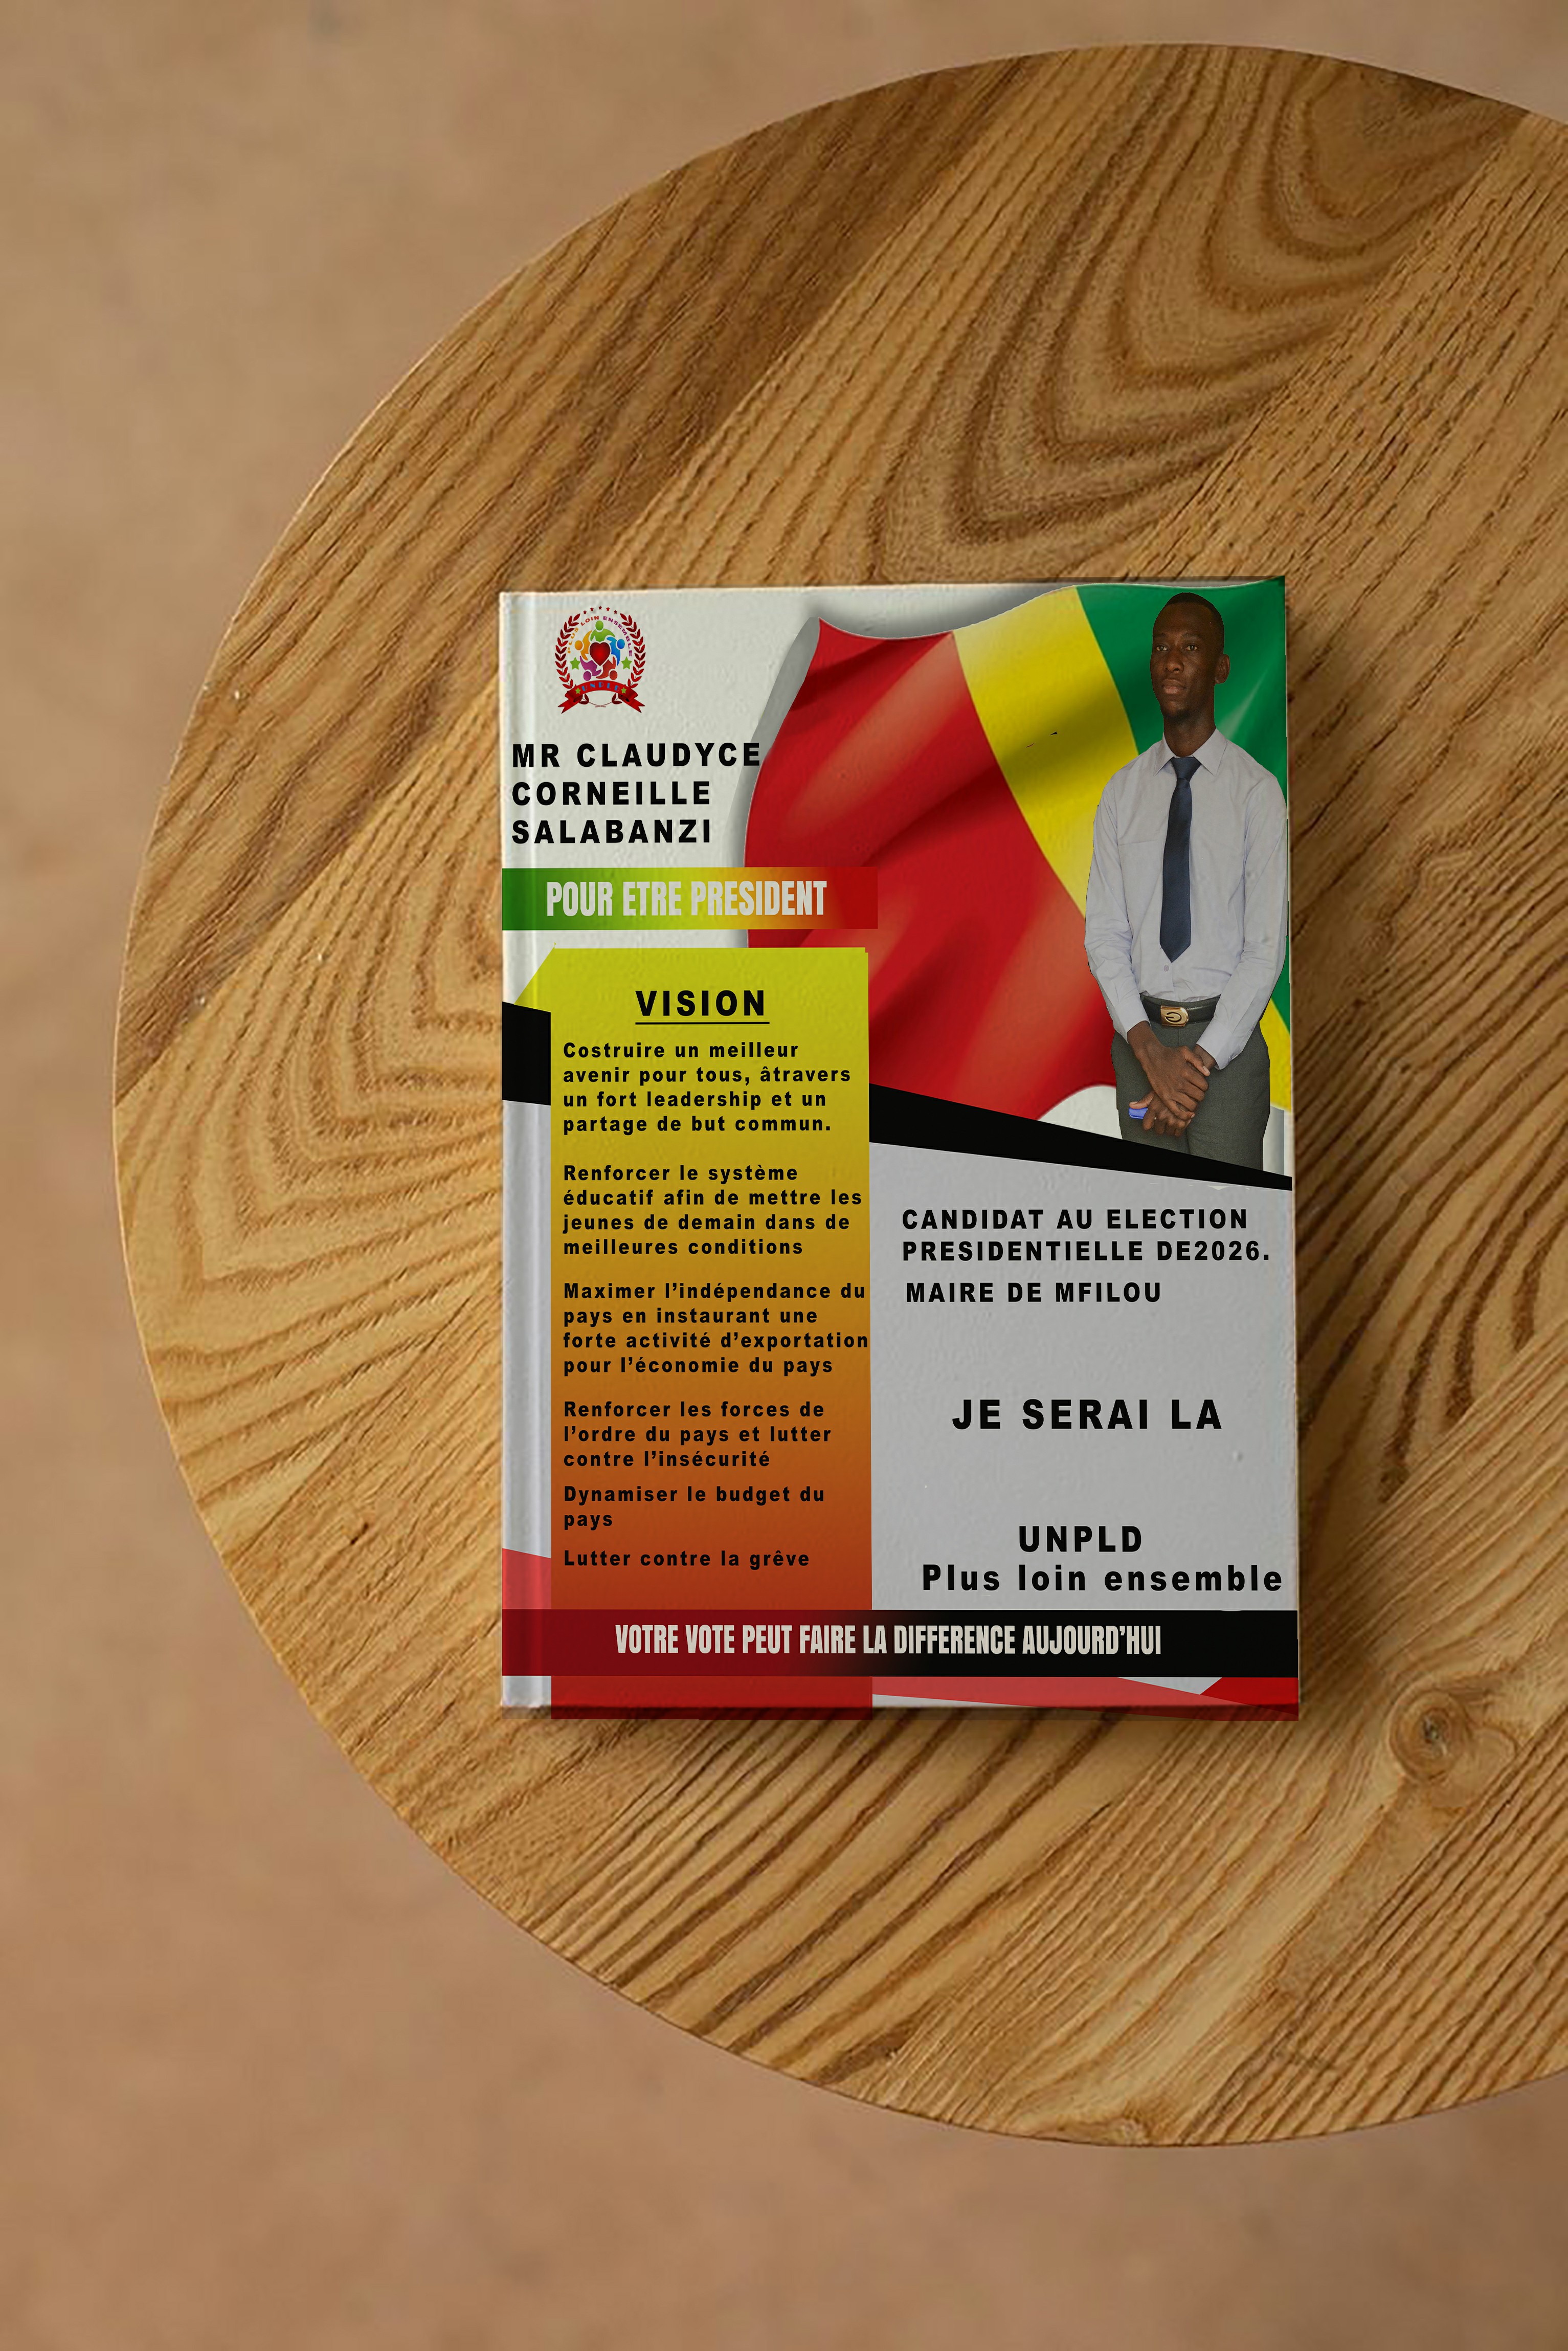 PLUS LOIN ENSEMBLE
UNPLD
MR CLAUDYCE
CORNEILLE
SALABANZI
POUR ETRE PRESIDENT
VISION
Costruire un meilleur
avenir pour tous, âtravers
un fort leadership et un
partage de but commun.
Renforcer le système
éducatif afin de mettre les
jeunes de demain dans de
meilleures conditions
Maximer l'indépendance du
pays en instaurant une
forte activité d'exportation
pour l'économie du pays
Renforcer les forces de
l'ordre du pays et lutter
contre l'insécurité
Dynamiser le budget du
pays
Lutter contre la grêve
CANDIDAT AU ELECTION
PRESIDENTIELLE DE2026.
MAIRE DE MFILOU
JE SERAI LA
UNPLD
Plus loin ensemble
VOTRE VOTE PEUT FAIRE LA DIFFERENCE AUJOURD'HUI